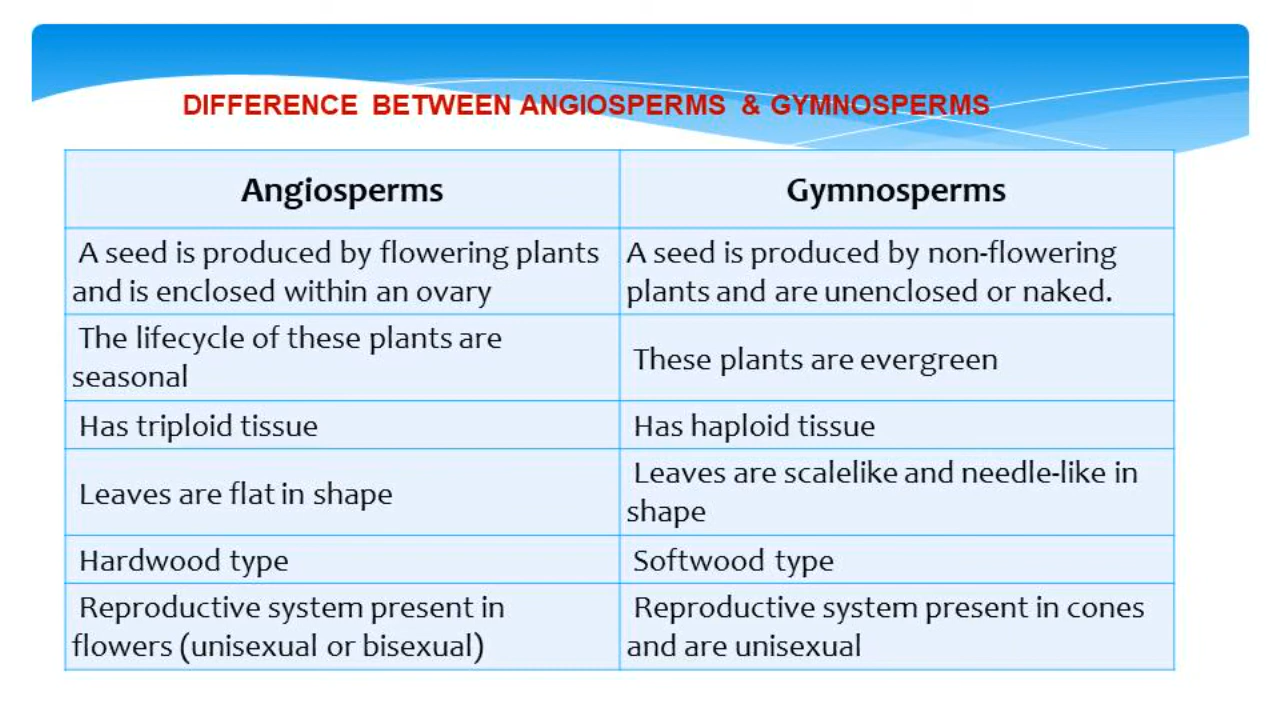 DIFFERENCE BETWEEN ANGIOSPERMS & GYMNOSPERMS
Angiosperms
Gymnosperms
A seed is produced by flowering plants
and is enclosed within an ovary
A seed is produced by non-flowering
plants and are unenclosed or naked.
The lifecycle of these plants are
seasonal
These plants are evergreen
Has triploid tissue
Has haploid tissue
Leaves are flat in shape
Leaves are scalelike and needle-like in
shape
Hardwood type
Softwood type
Reproductive system present in
flowers (unisexual or bisexual)
Reproductive system present in cones
and are unisexual